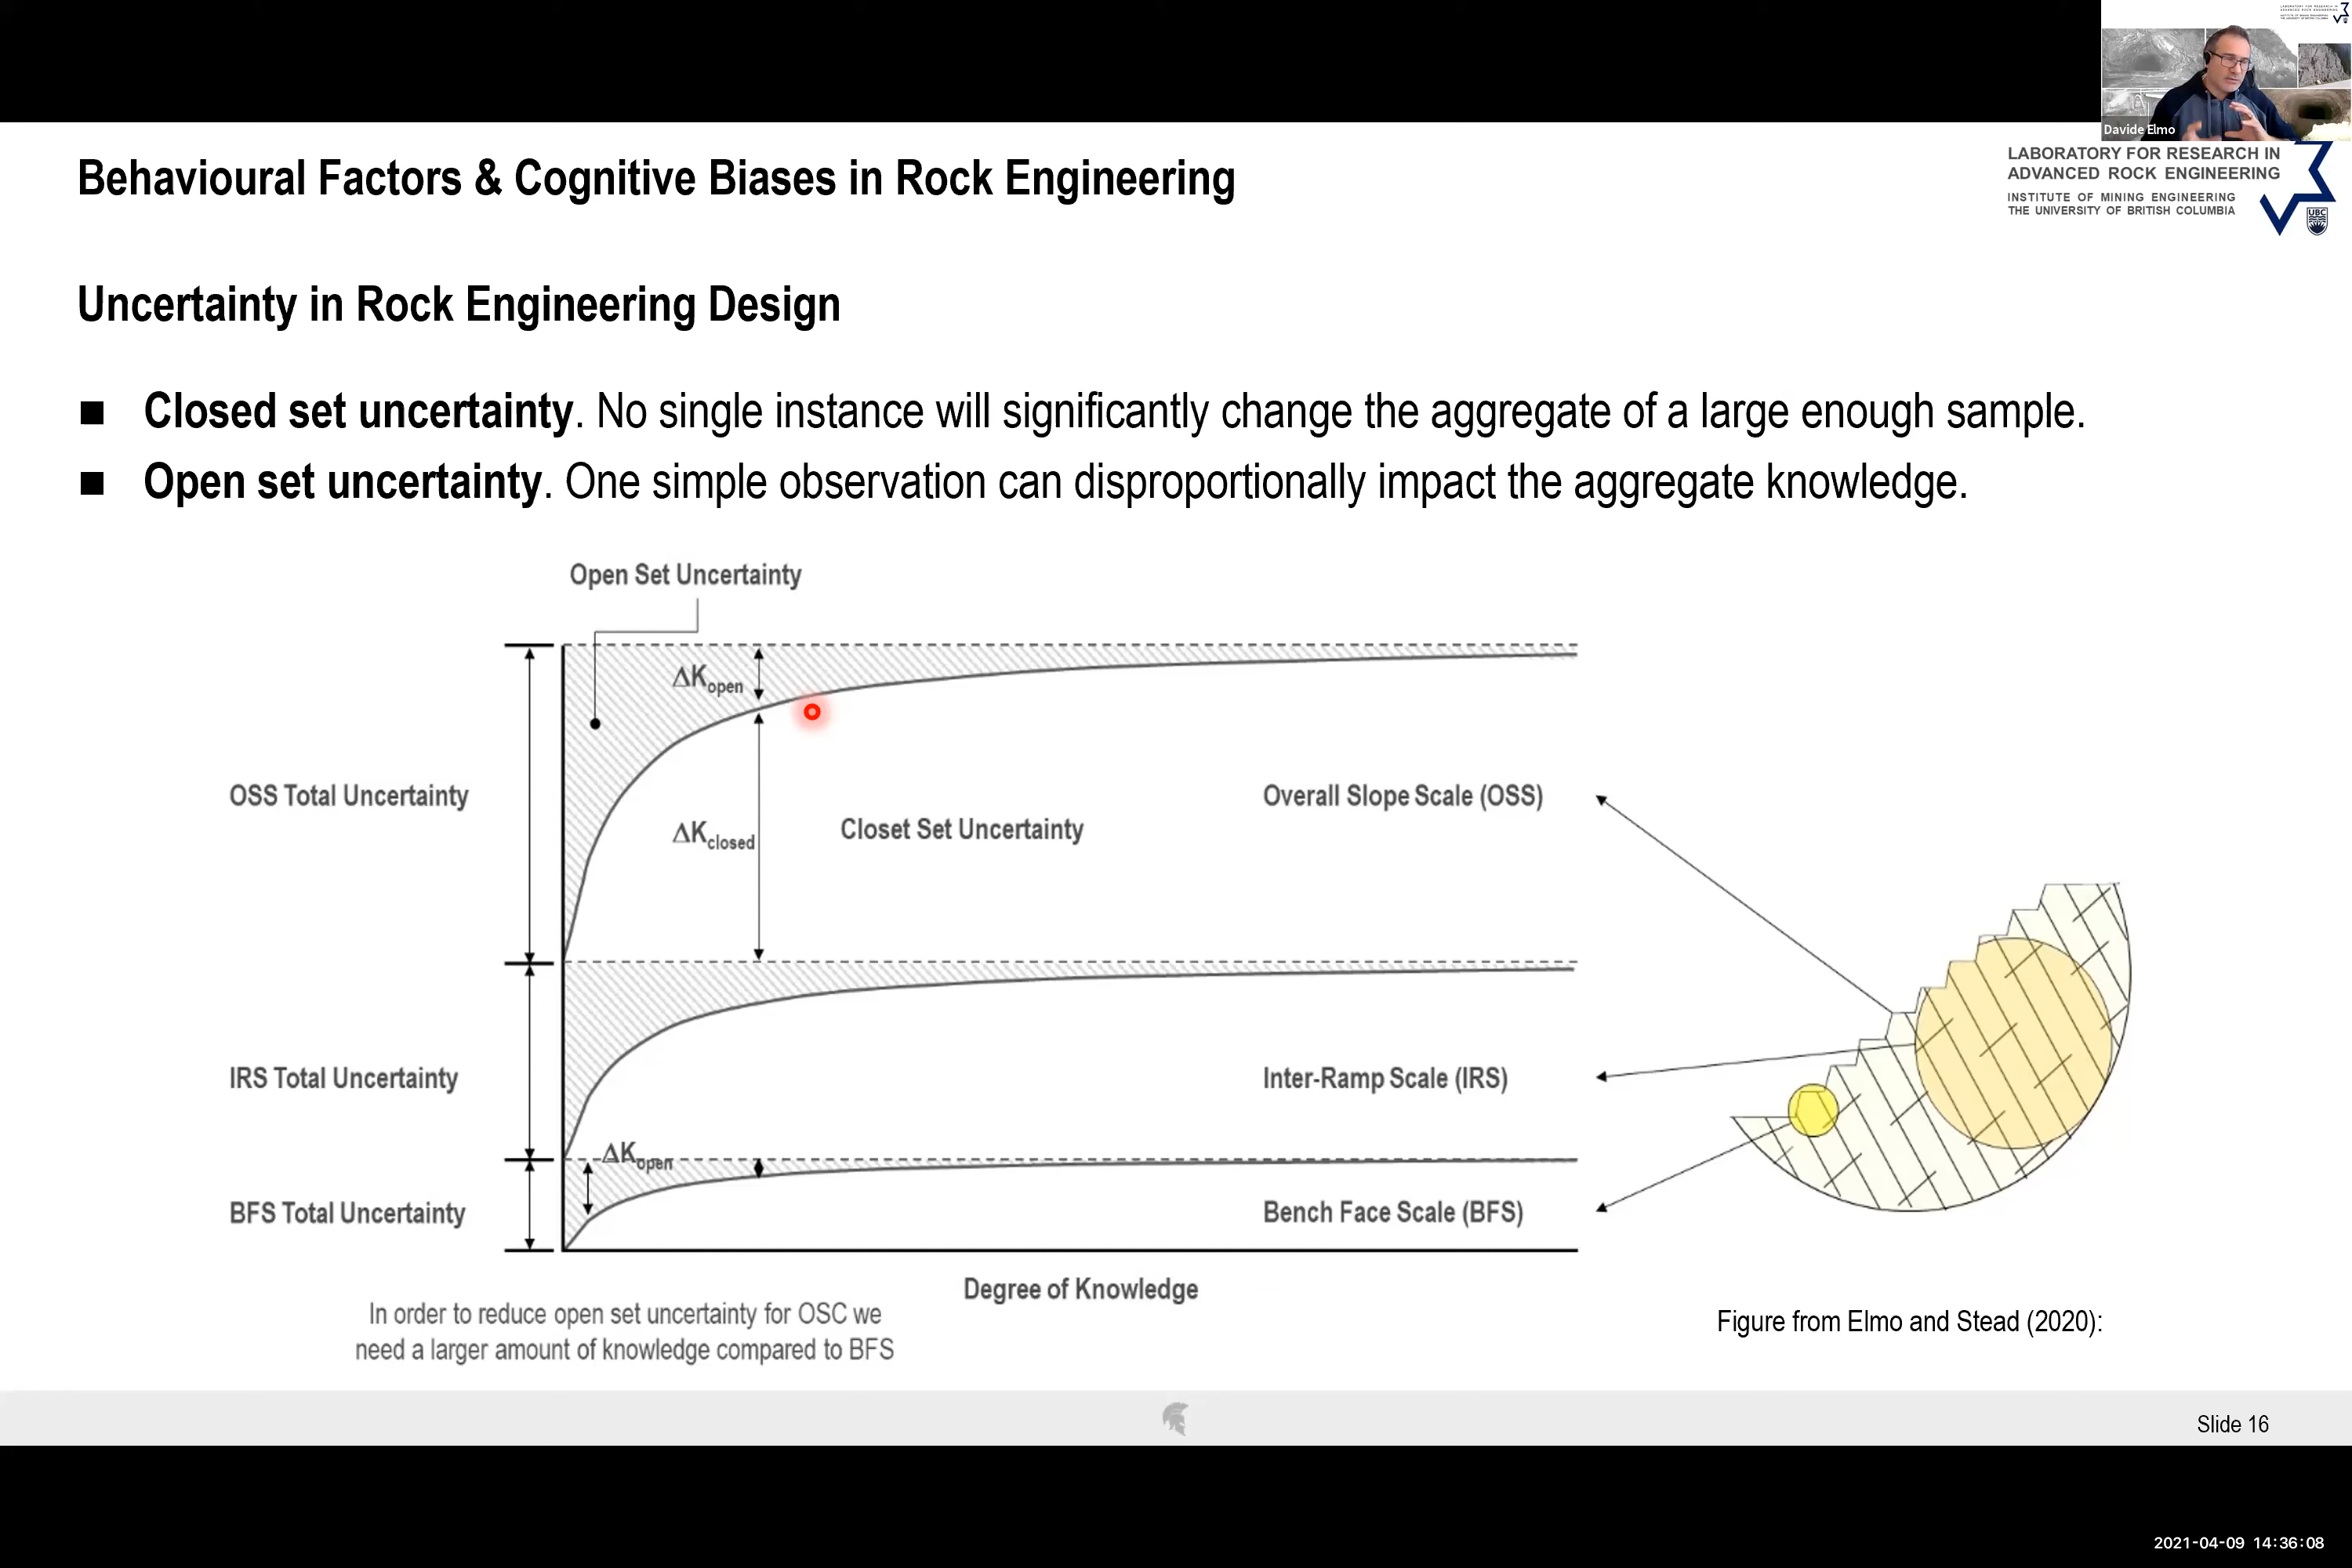 Davide Elmo
Behavioural Factors & Cognitive Biases in Rock Engineering
LABORATORY FOR RESEARCH IN
ADVANCED ROCK ENGINEERING
INSTITUTE OF MINING ENGINEERING
THE UNIVERSITY OF BRITISH COLUMBIA
UBC
Uncertainty in Rock Engineering Design
■ Closed set uncertainty. No single instance will significantly change the aggregate of a large enough sample.
■ Open set uncertainty. One simple observation can disproportionally impact the aggregate knowledge.
Open Set Uncertainty
ΔKopen
OSS Total Uncertainty
Overall Slope Scale (OSS)
ΔKclosed
Closet Set Uncertainty
IRS Total Uncertainty
Inter-Ramp Scale (IRS)
ΔKopen
BFS Total Uncertainty
Bench Face Scale (BFS)
Degree of Knowledge
In order to reduce open set uncertainty for OSC we
need a larger amount of knowledge compared to BFS
Figure from Elmo and Stead (2020):
Slide 16
2021-04-09 14:36:08